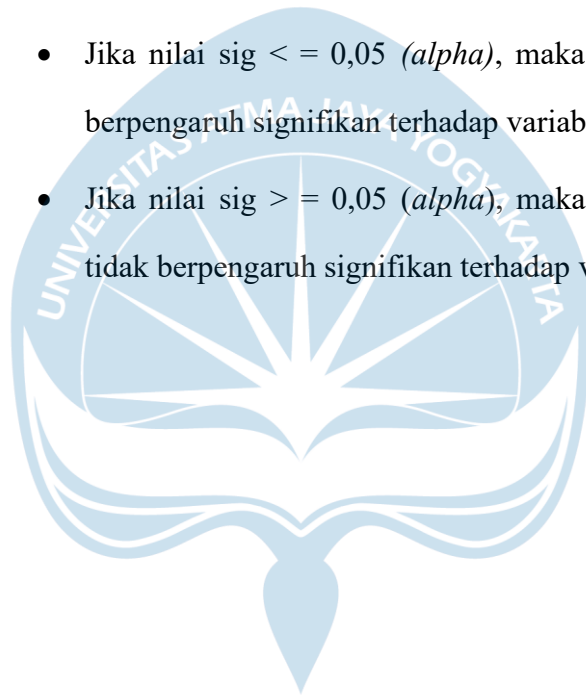 • Jika nilai sig < = 0,05 (alpha), maka
berpengaruh signifikan terhadap
• Jika nilai sig > = 0,05 (alpha), maka
tidak berpengaruh signifikan terhadap
UNIVERSITAS ATMA JAYA YOGYAKARTA